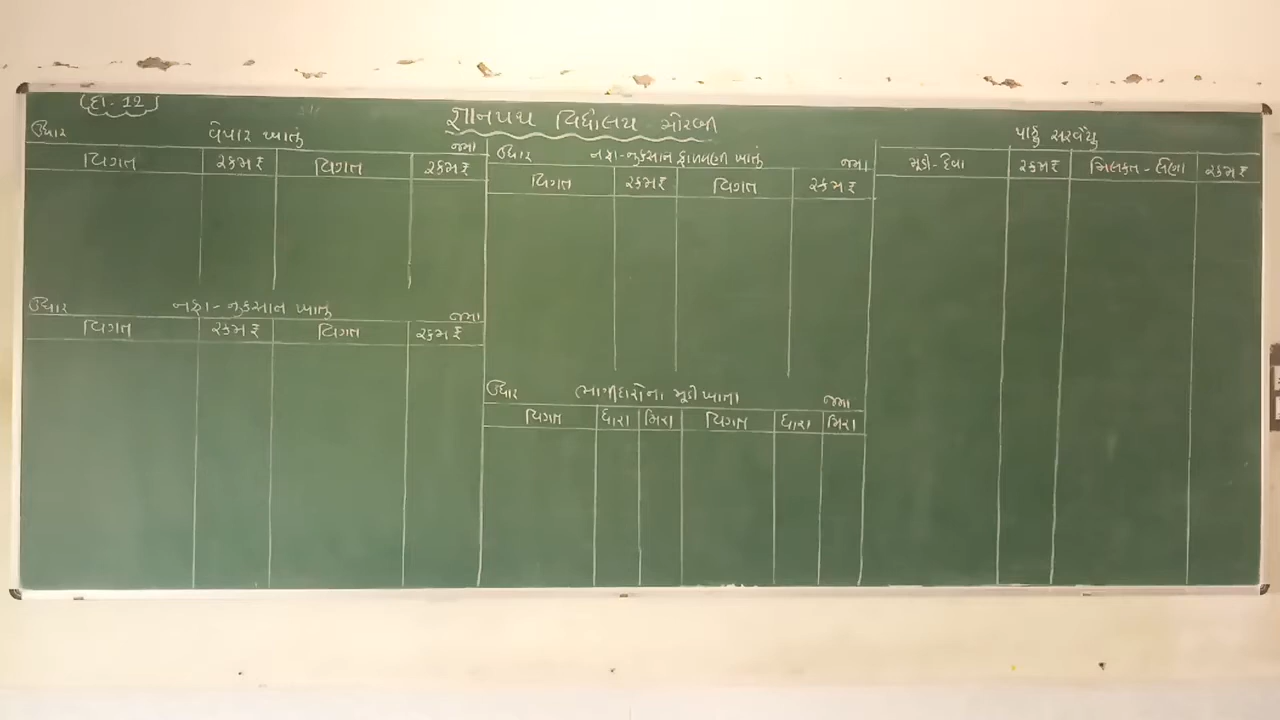 દા. 12
જ્ઞાનપથ વિદ્યાલય - મોરબી
ઉધાર વેપાર ખાતું જમા
વિગત રકમ ₹ વિગત રકમ ₹
ઉધાર નફા - નુકસાન ખાતું જમા
વિગત રકમ ₹ વિગત રકમ ₹
ઉધાર નફા - નુકસાન ફાળવણી ખાતું જમા
વિગત રકમ ₹ વિગત રકમ ₹
ઉધાર ભાગીદારોના મૂડી ખાતા જમા
વિગત ધારા મિરા વિગત ધારા મિરા
પાકું સરવૈયું
મૂડી - દેવા રકમ ₹ મિલકત - લેણા રકમ ₹